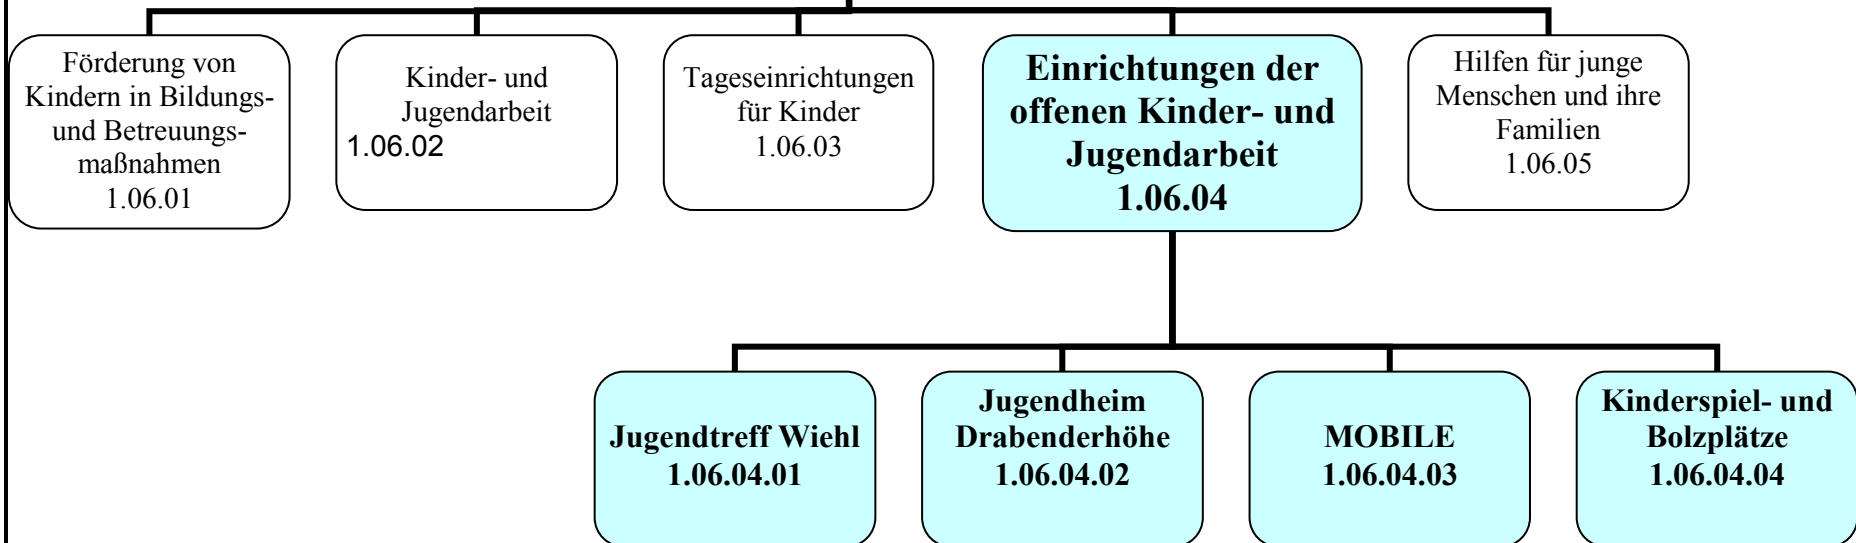 Förderung von
Kindern in Bildungs-
und Betreuungs-
maßnahmen
1.06.01
Kinder- und
Jugendarbeit
1.06.02
Tageseinrichtungen
für Kinder
1.06.03
Einrichtungen der
offenen Kinder- und
Jugendarbeit
1.06.04
Hilfen für junge
Menschen und ihre
Familien
1.06.05
Jugendtreff Wiehl
1.06.04.01
Jugendheim
Drabenderhöhe
1.06.04.02
MOBILE
1.06.04.03
Kinderspiel- und
Bolzplätze
1.06.04.04